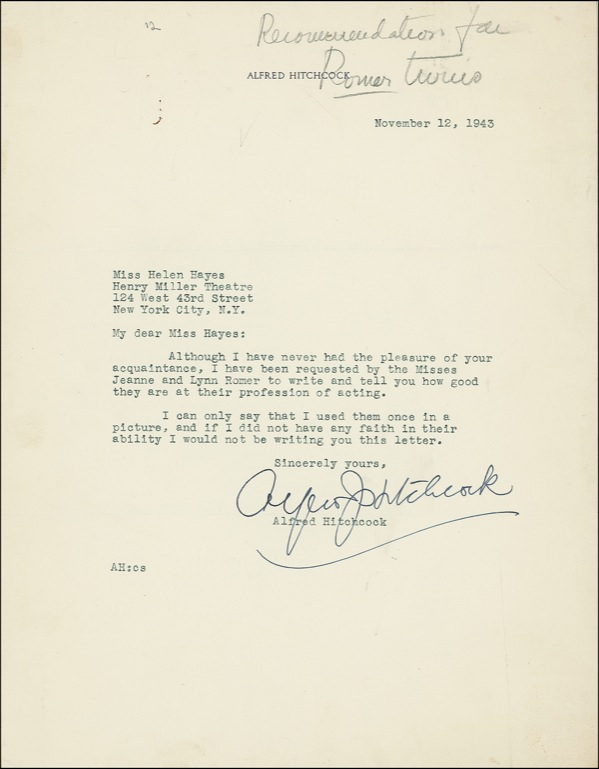 12
Recommendation for
Romer Twins
ALFRED HITCHCOCK
November 12, 1943
Miss Helen Hayes
Henry Miller Theatre
124 West 43rd Street
New York City, N.Y.
My dear Miss Hayes:
Although I have never had the pleasure of your
acquaintance, I have been requested by the Misses
Jeanne and Lynn Romer to write and tell you how good
they are at their profession of acting.
I can only say that I used them once in a
picture, and if I did not have any faith in their
ability I would not be writing you this letter.
Sincerely yours,
Alfred J Hitchcock
Alfred Hitchcock
AH:cs